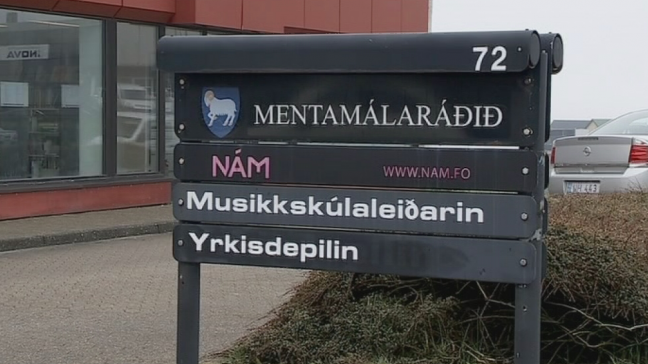 72
MENTAMÁLARÁÐIÐ
NÁM WWW.NAM.FO
Musikkskúlaleiðarin
Yrkisdepilin